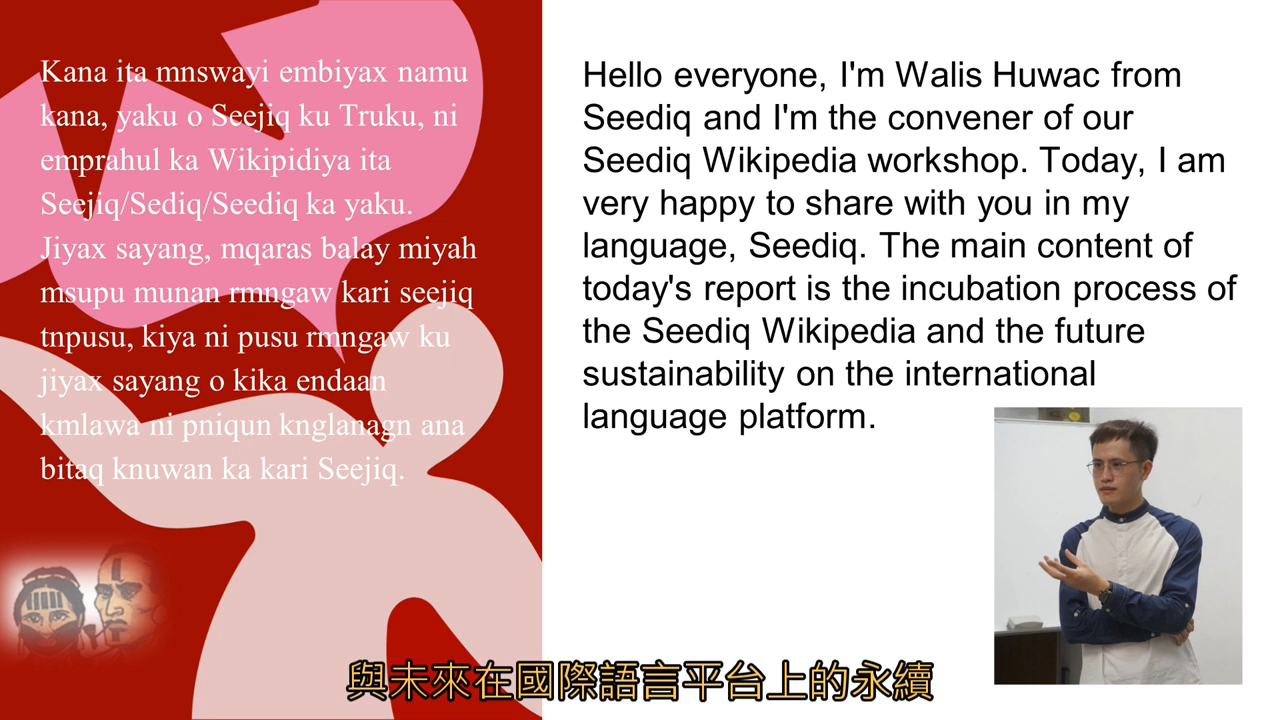 Kana ita mnswayi embiyax namu
kana, yaku o Seejiq ku Truku, ni
emprahul ka Wikipidiya ita
Seejiq/Sediq/Seediq ka yaku.
Jiyax sayang, mqaras balay miyah
msupu munan rmngaw kari seejiq
tnpusu, kiya ni pusu rmngaw ku
jiyax sayang o kika endaan
kmlawa ni pniqun knglanagn ana
bitaq knuwan ka kari Seejiq.
Hello everyone, I'm Walis Huwac from
Seediq and I'm the convener of our
Seediq Wikipedia workshop. Today, I am
very happy to share with you in my
language, Seediq. The main content of
today's report is the incubation process of
the Seediq Wikipedia and the future
sustainability on the international
language platform.
與未來在國際語言平台上的永續